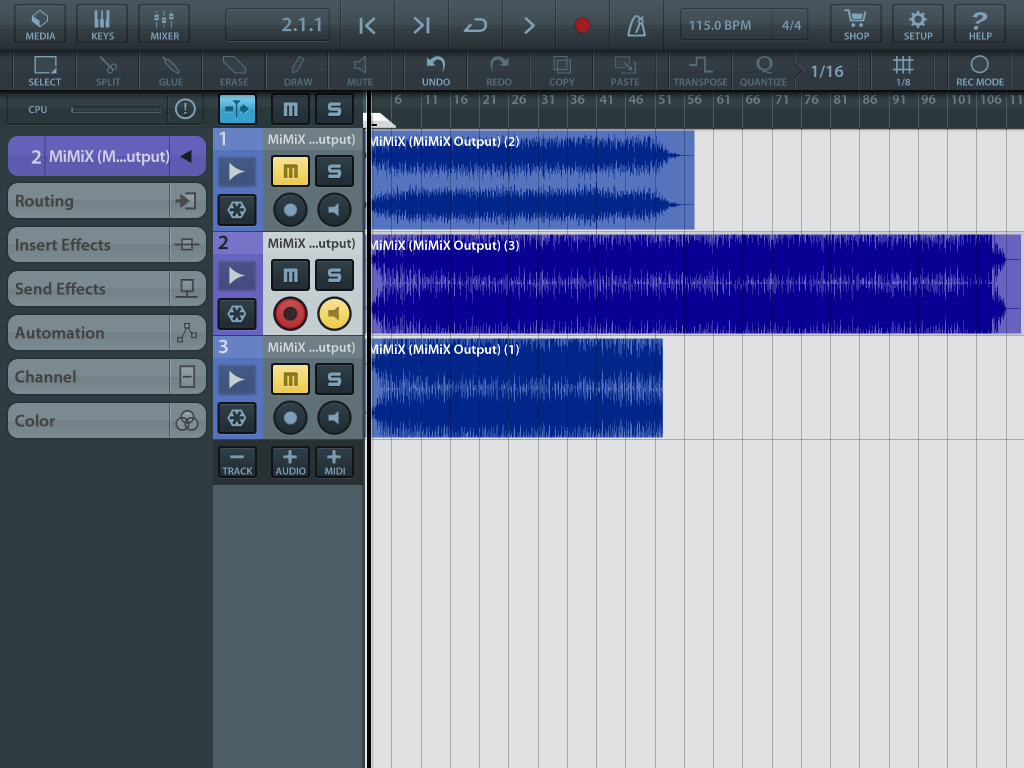 MEDIA KEYS MIXER 2.1.1 115.0 BPM 4/4 SHOP SETUP ? HELP
SELECT SPLIT GLUE ERASE DRAW MUTE UNDO REDO COPY PASTE TRANSPOSE Q QUANTIZE 1/16 1/8 REC MODE
CPU ! m S 6 11 16 21 26 31 36 41 46 51 56 61 66 71 76 81 86 91 96 101 106 11
1 MiMiX ...utput) MiMiX (MiMiX Output) (2)
2 MiMiX (M...utput)
m S
Routing
2 MiMiX ...utput) MiMiX (MiMiX Output) (3)
Insert Effects
m S
Send Effects
Automation
3 MiMiX ...utput) MiMiX (MiMiX Output) (1)
Channel
m S
Color
TRACK AUDIO MIDI